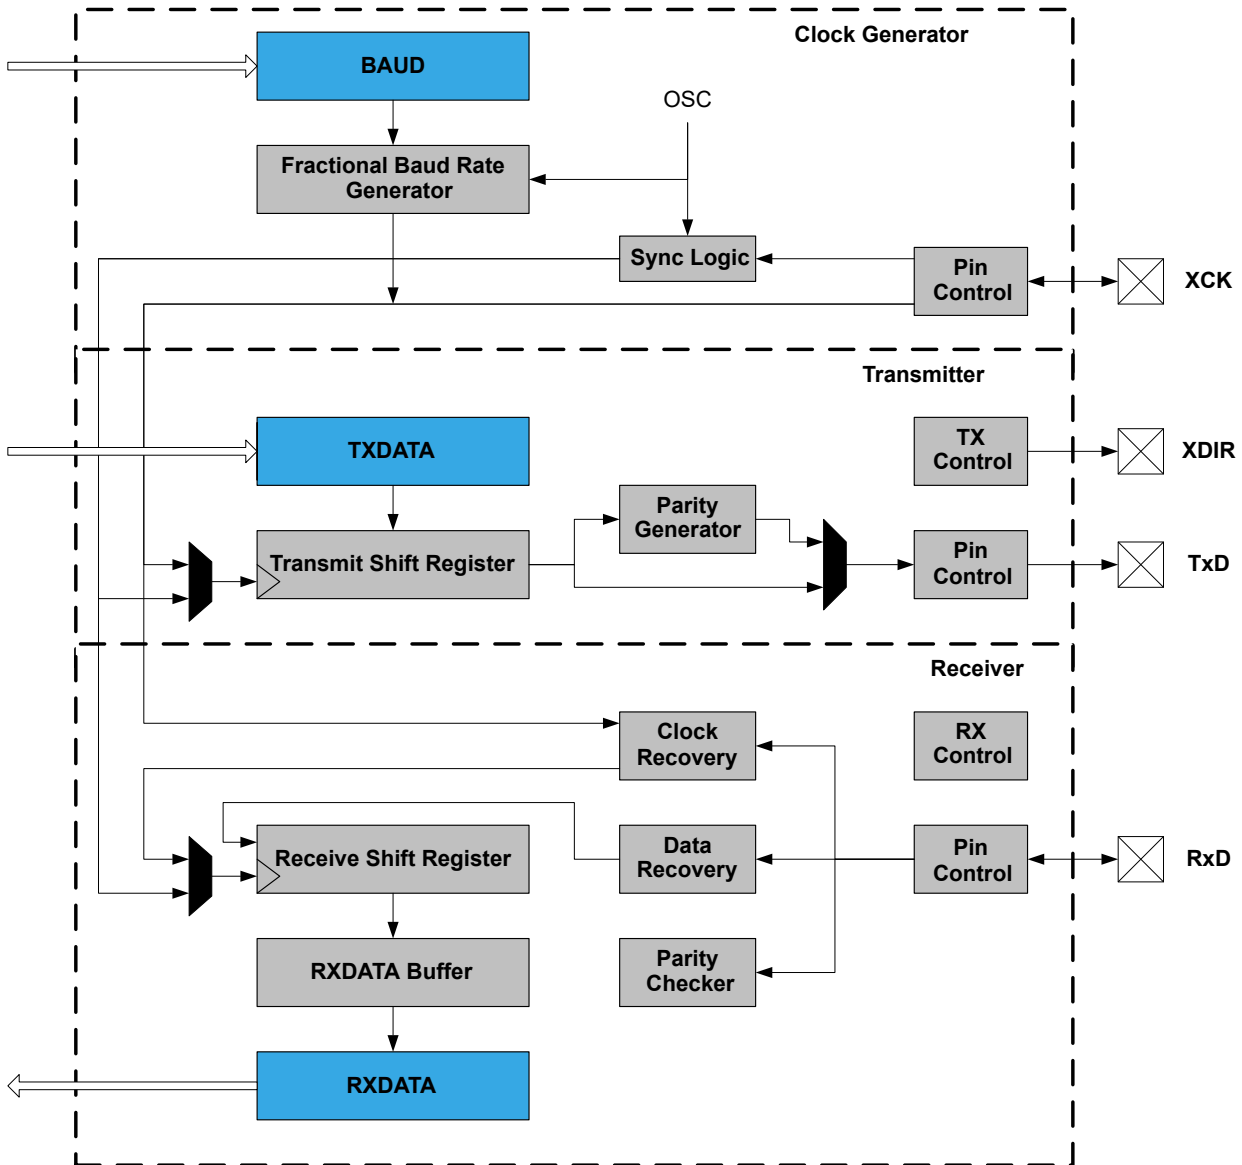 Clock Generator
BAUD
OSC
Fractional Baud Rate
Generator
Sync Logic
Pin
Control
XCK
Transmitter
TXDATA
TX
Control
XDIR
Parity
Generator
Transmit Shift Register
Pin
Control
TxD
Receiver
Clock
Recovery
RX
Control
Receive Shift Register
Data
Recovery
Pin
Control
RxD
RXDATA Buffer
Parity
Checker
RXDATA